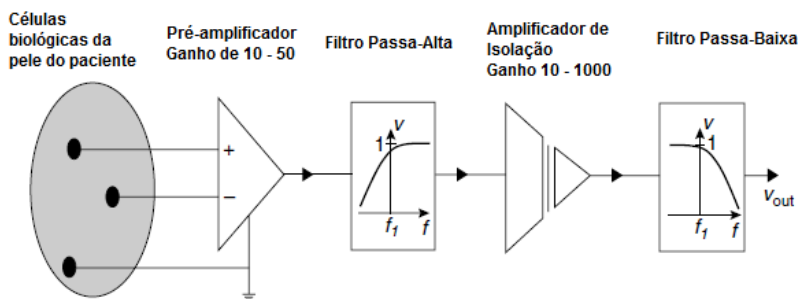 Células
biológicas da
pele do paciente
Pré-amplificador
Ganho de 10 - 50
Filtro Passa-Alta
Amplificador de
Isolação
Ganho 10 - 1000
Filtro Passa-Baixa
+
−
v
1
f1
f
v
1
f1
f
vout